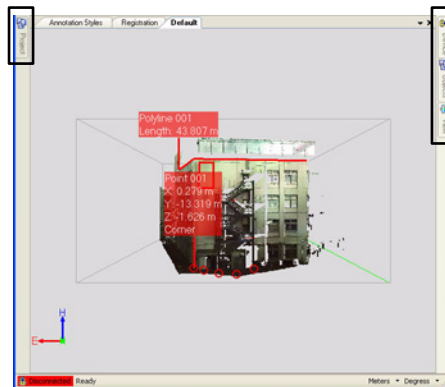 Annotation Styles
Registration
Default
Project
Polyline 001
Length: 43.807 m
Point 001
X: 0.279 m
Y: -13.319 m
Z: -1.626 m
Corner
H
E
Disconnected
Ready
Meters
Degrees